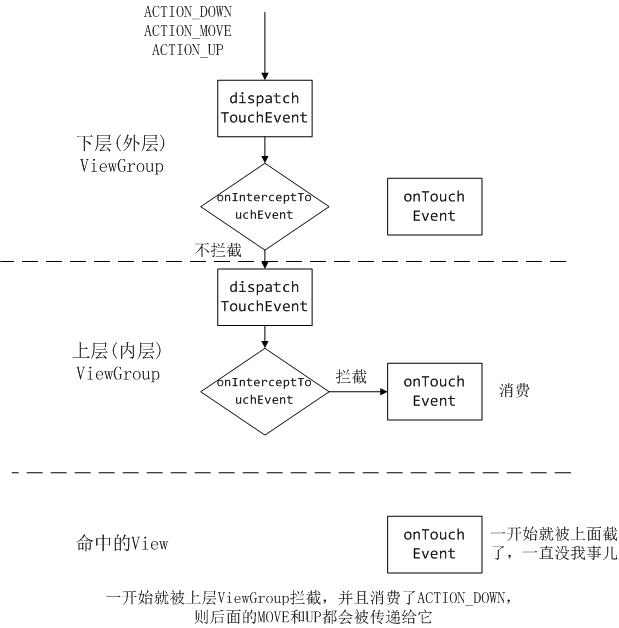 ACTION_DOWN
ACTION_MOVE
ACTION_UP
dispatch
TouchEvent
下层(外层)
ViewGroup
onInterceptTo
uchEvent
onTouch
Event
不拦截
dispatch
TouchEvent
上层(内层)
ViewGroup
onInterceptTo
uchEvent
拦截
onTouch
Event
消费
命中的View
onTouch
Event
一开始就被上面截
了，一直没我事儿
一开始就被上层ViewGroup拦截，并且消费了ACTION_DOWN，
则后面的MOVE和UP都会被传递给它